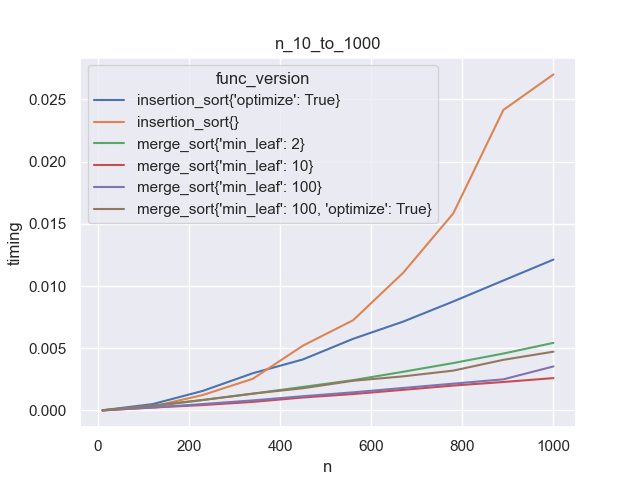 n_10_to_1000
func_version
insertion_sort{'optimize': True}
insertion_sort{}
merge_sort{'min_leaf': 2}
merge_sort{'min_leaf': 10}
merge_sort{'min_leaf': 100}
merge_sort{'min_leaf': 100, 'optimize': True}
timing
0.025
0.020
0.015
0.010
0.005
0.000
0 200 400 600 800 1000
n